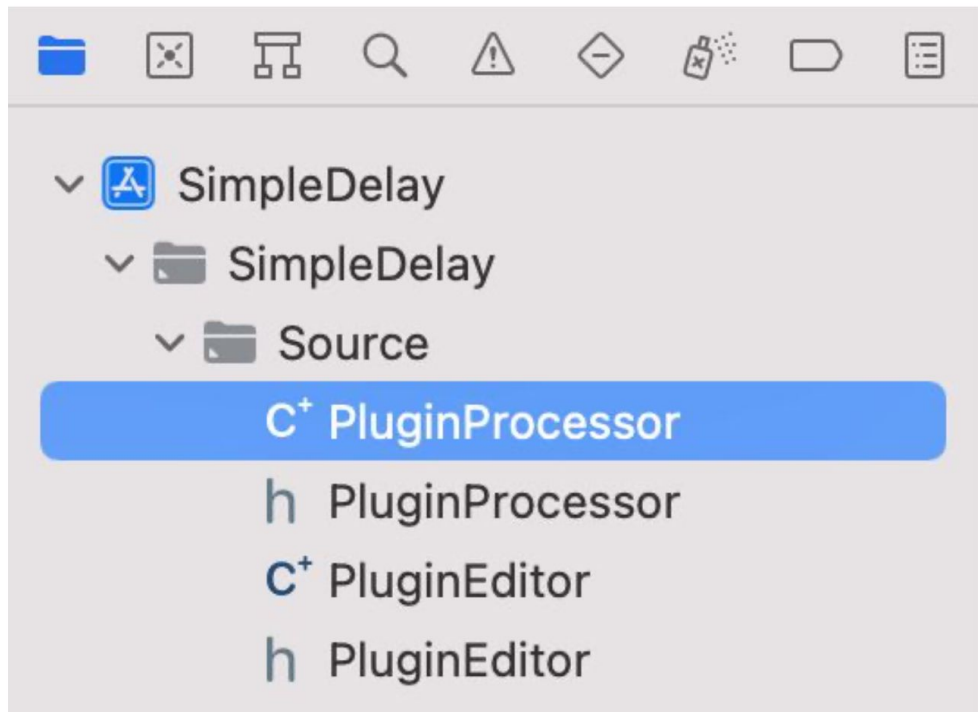 SimpleDelay
SimpleDelay
Source
C+ PluginProcessor
h PluginProcessor
C+ PluginEditor
h PluginEditor